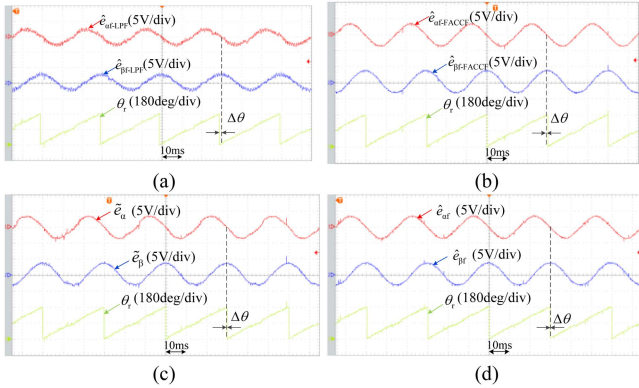 ê_αf-LPF (5V/div)
ê_βf-LPF (5V/div)
θ_r (180deg/div)
Δθ
10ms
(a)
ê_αf-FACCF (5V/div)
ê_βf-FACCF (5V/div)
θ_r (180deg/div)
Δθ
10ms
(b)
ẽ_α (5V/div)
ẽ_β (5V/div)
θ_r (180deg/div)
Δθ
10ms
(c)
ê_αf (5V/div)
ê_βf (5V/div)
θ_r (180deg/div)
Δθ
10ms
(d)